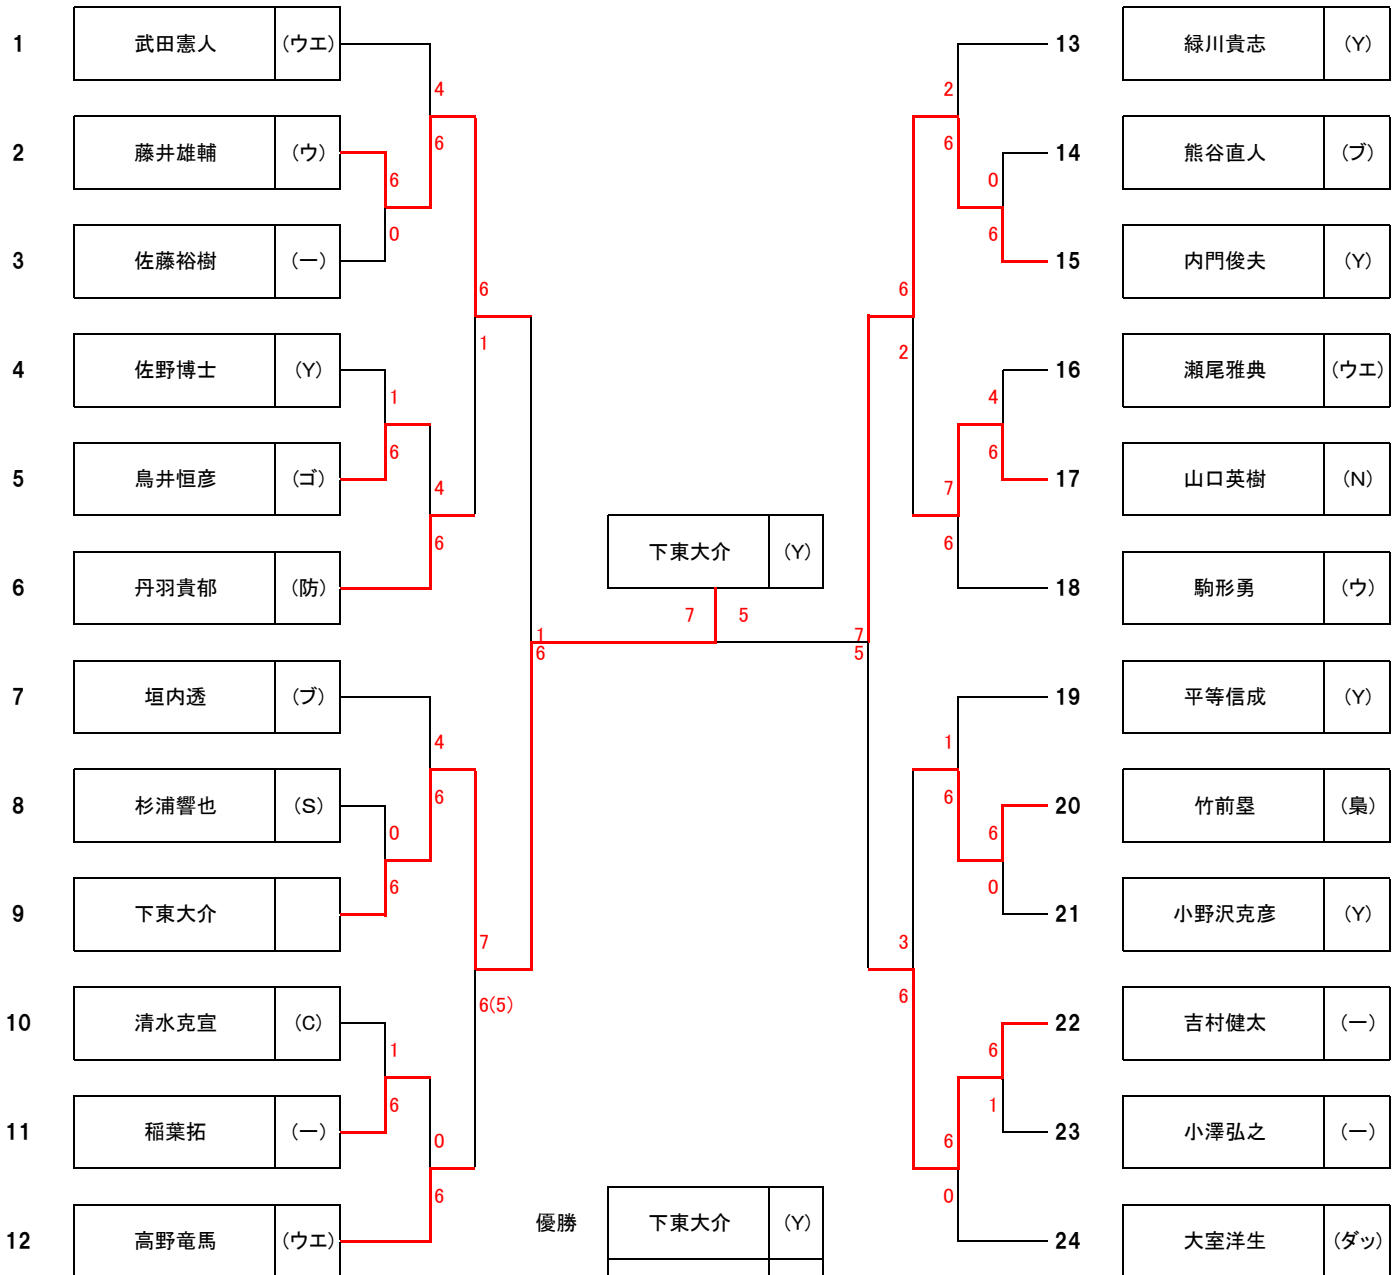 1 武田憲人 (ウエ)
4
6
2 藤井雄輔 (ウ)
6
0
3 佐藤裕樹 (一)
6
1
4 佐野博士 (Y)
1
6
5 鳥井恒彦 (ゴ)
4
6
6 丹羽貴郁 (防)
1
6
7 垣内透 (ブ)
4
6
8 杉浦響也 (S)
0
6
9 下東大介
7
6(5)
10 清水克宣 (C)
1
6
11 稲葉拓 (一)
0
6
12 高野竜馬 (ウエ)
下東大介 (Y)
7 5
優勝 下東大介 (Y)
13 緑川貴志 (Y)
2
6
14 熊谷直人 (ブ)
0
6
15 内門俊夫 (Y)
6
2
16 瀬尾雅典 (ウエ)
4
6
17 山口英樹 (N)
7
6
18 駒形勇 (ウ)
7
5
19 平等信成 (Y)
1
6
20 竹前塁 (梟)
6
0
21 小野沢克彦 (Y)
3
6
22 吉村健太 (一)
6
1
23 小澤弘之 (一)
6
0
24 大室洋生 (ダッ)